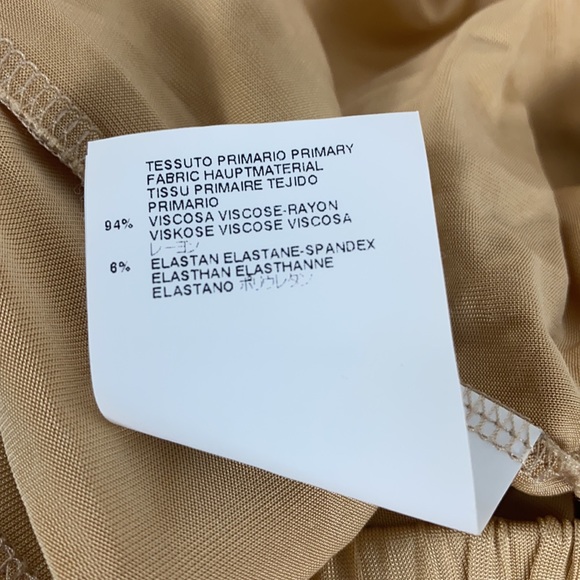 TESSUTO PRIMARIO PRIMARY
FABRIC HAUPTMATERIAL
TISSU PRIMAIRE TEJIDO
PRIMARIO
94% VISCOSA VISCOSE-RAYON
VISKOSE VISCOSE VISCOSA
レーヨン
6% ELASTAN ELASTANE-SPANDEX
ELASTHAN ELASTHANNE
ELASTANO ポリウレタン